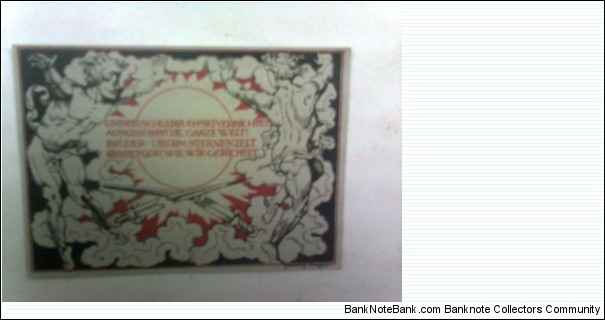 UNSER SCHULDBUCH SEI VERNICHTET
AUSGESÖHNT DIE GANZE WELT!
BRÜDER–ÜBERM STERNENZELT
RICHTET GOTT, WIE WIR GERICHTET
BankNoteBank.com Banknote Collectors Community